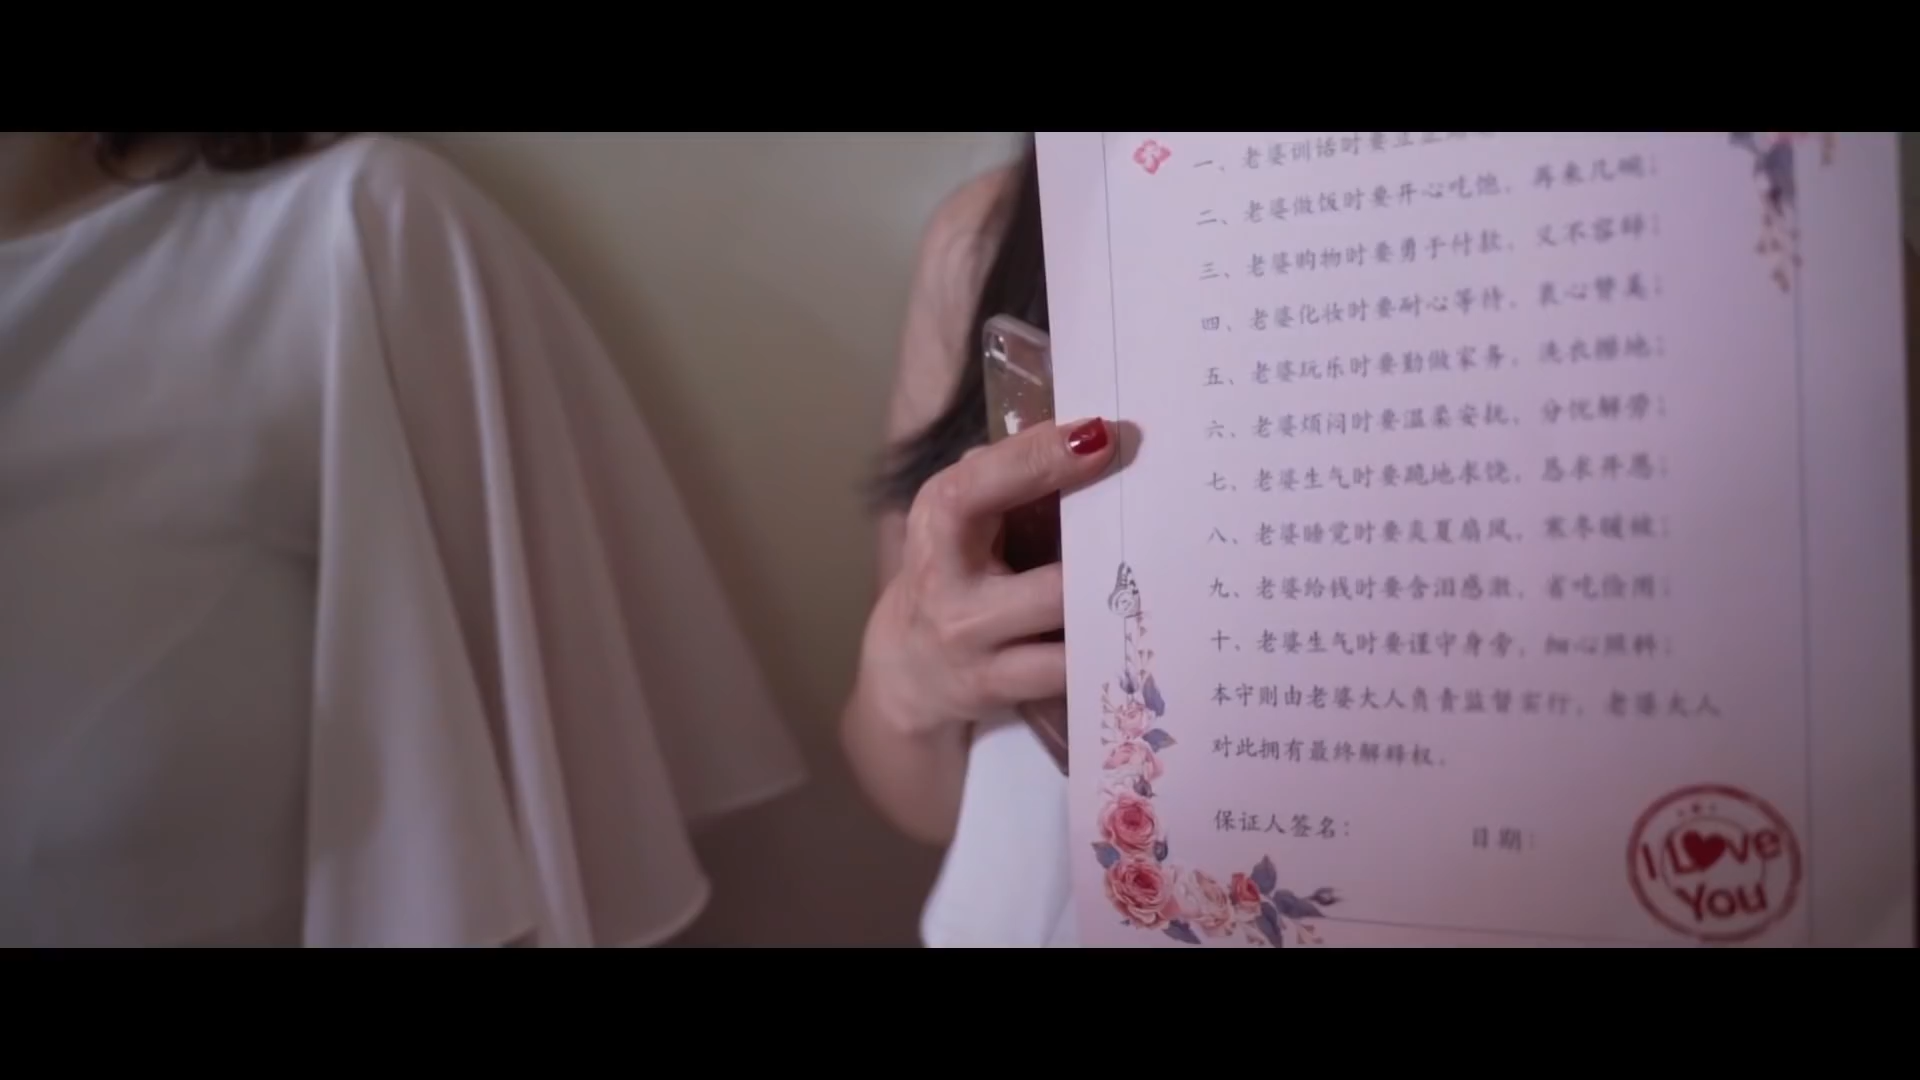 一、老婆训话时要
二、老婆做饭时要开心吃饱，再来几碗；
三、老婆购物时要勇于付款，义不容辞；
四、老婆化妆时要耐心等待，衷心赞美；
五、老婆玩乐时要勤做家务，洗衣擦地；
六、老婆烦闷时要温柔安抚，分忧解劳；
七、老婆生气时要跪地求饶，恳求开恩；
八、老婆睡觉时要炎夏扇风，寒冬暖被；
九、老婆给钱时要含泪感激，省吃俭用；
十、老婆生气时要谨守身旁，细心照料；
本守则由老婆大人负责监督实行，老婆大人
对此拥有最终解释权。
保证人签名： 日期：
I Love
You